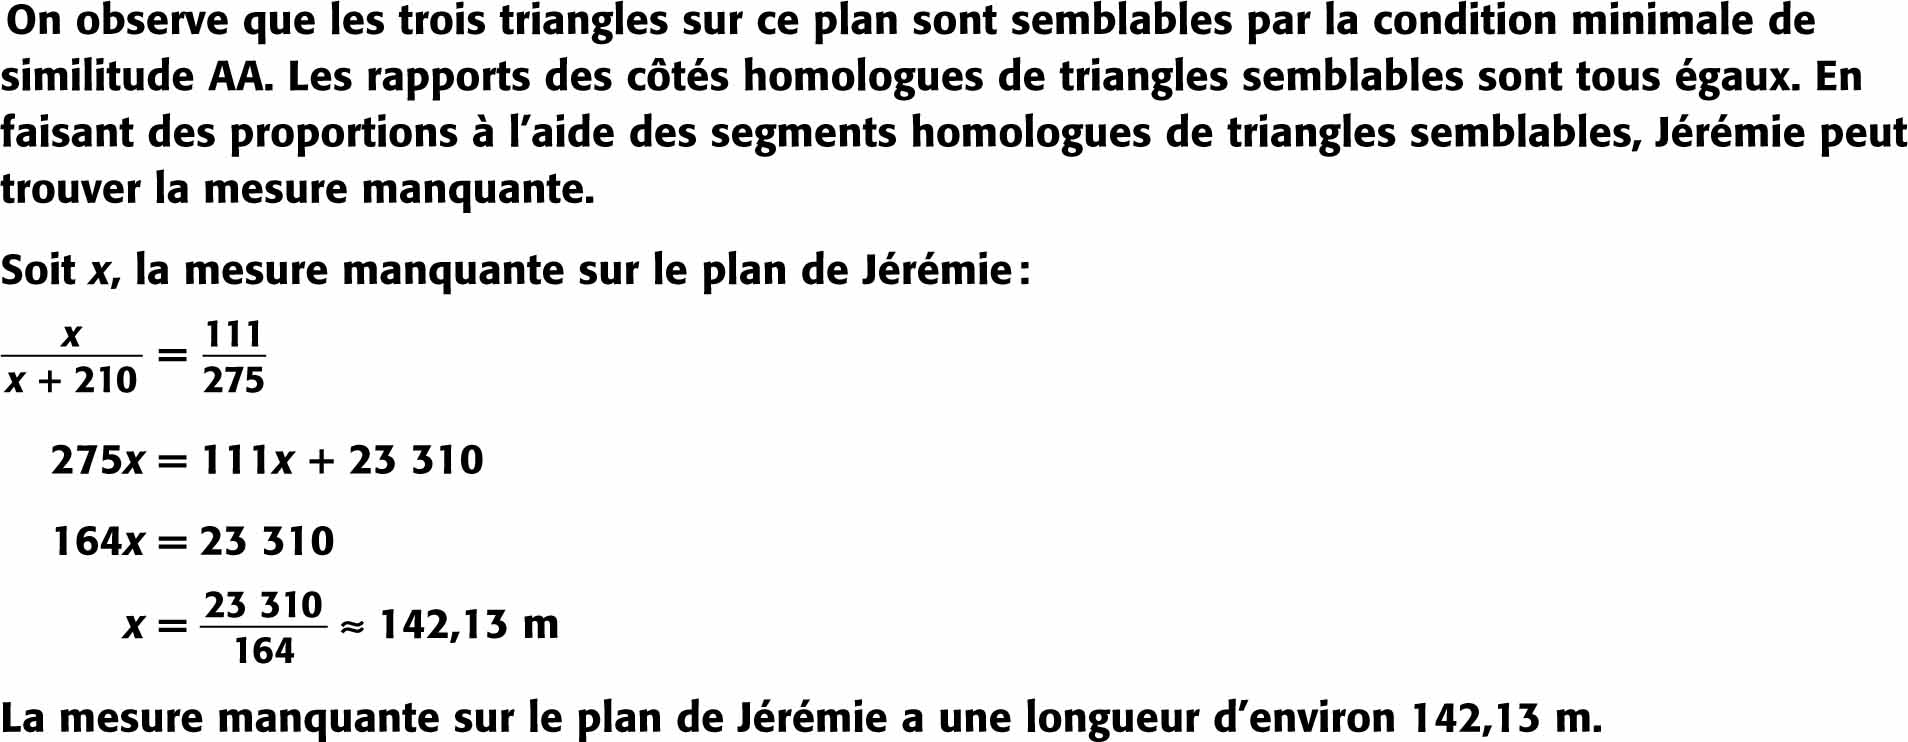 On observe que les trois triangles sur ce plan sont semblables par la condition minimale de
similitude AA. Les rapports des côtés homologues de triangles semblables sont tous égaux. En
faisant des proportions à l’aide des segments homologues de triangles semblables, Jérémie peut
trouver la mesure manquante.
Soit x, la mesure manquante sur le plan de Jérémie :
x/(x + 210) = 111/275
275x = 111x + 23 310
164x = 23 310
x = 23 310/164 ≈ 142,13 m
La mesure manquante sur le plan de Jérémie a une longueur d’environ 142,13 m.